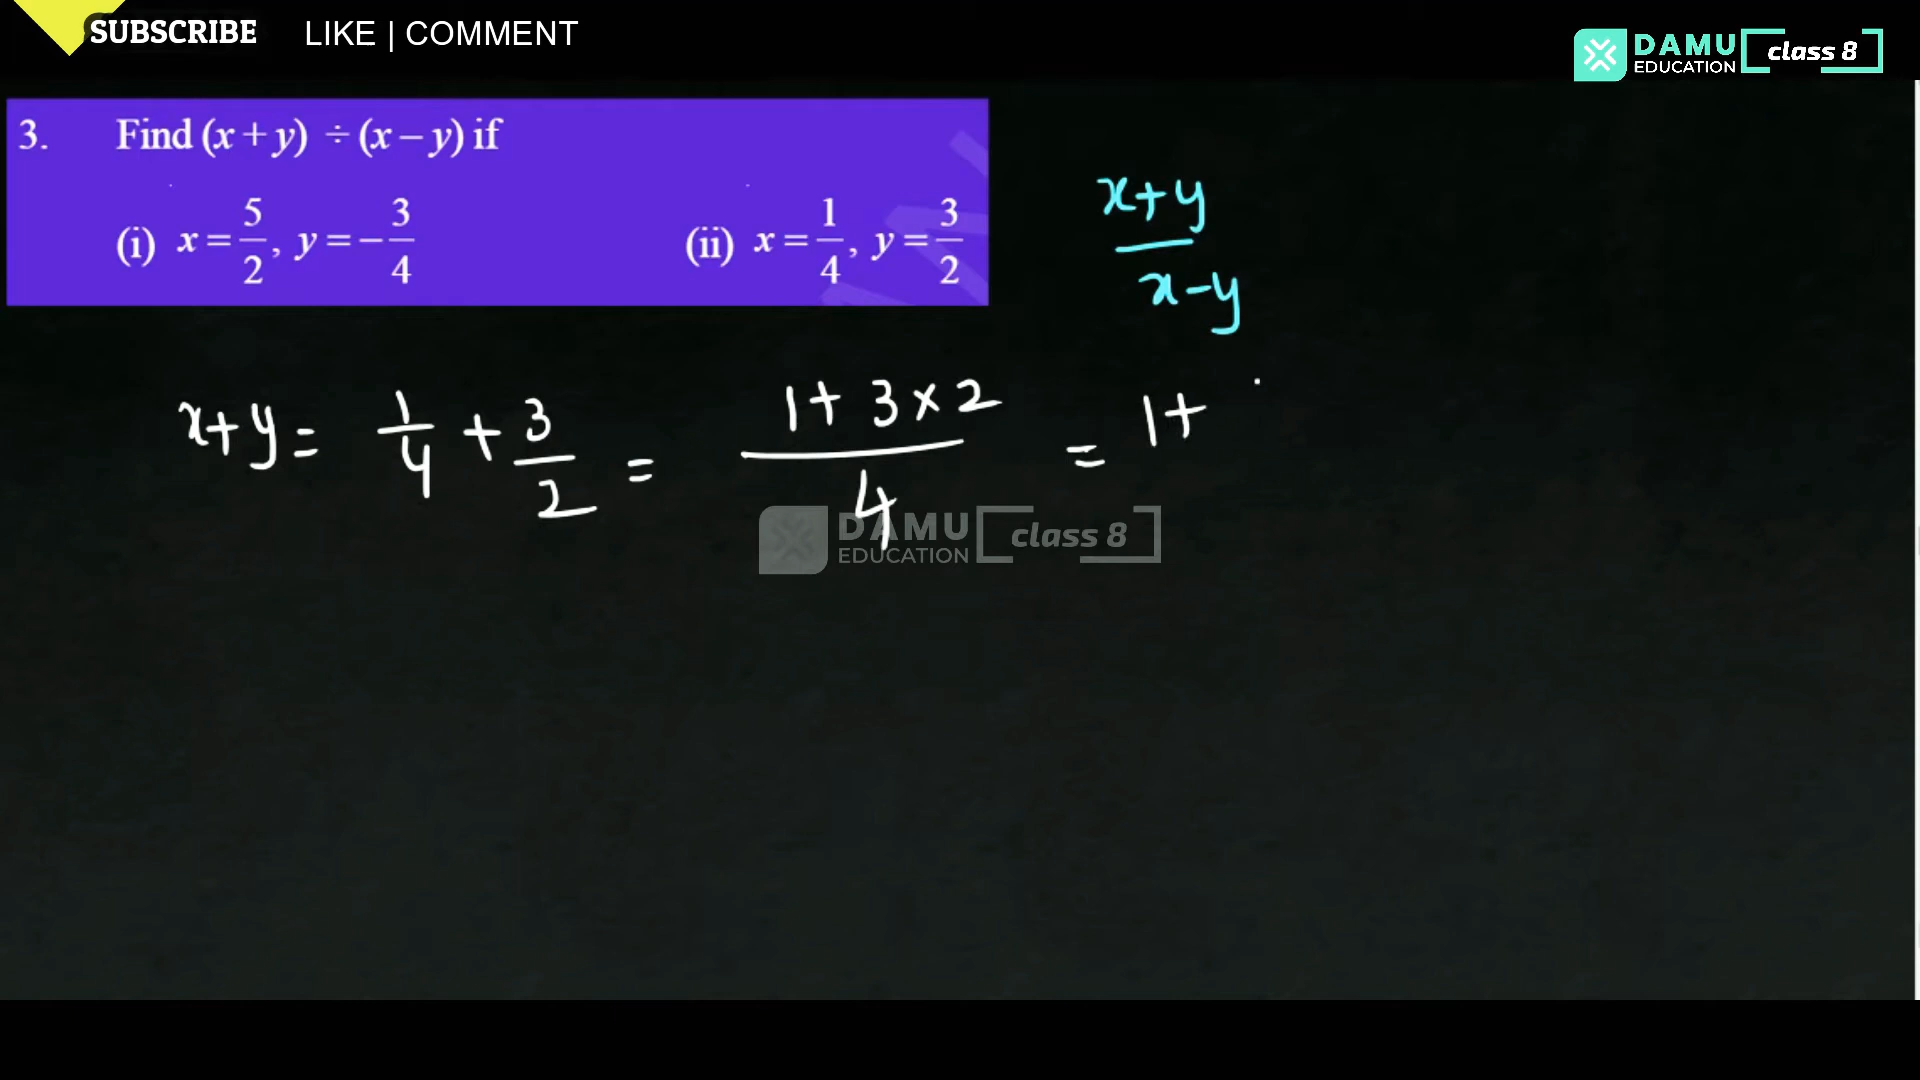 SUBSCRIBE LIKE | COMMENT
DAMU EDUCATION class 8
3. Find (x + y) ÷ (x − y) if
(i) x = 5/2, y = −3/4 (ii) x = 1/4, y = 3/2
x+y
x-y
x+y = 1/4 + 3/2 = 1+ 3×2/4 = 1+
DAMU EDUCATION class 8